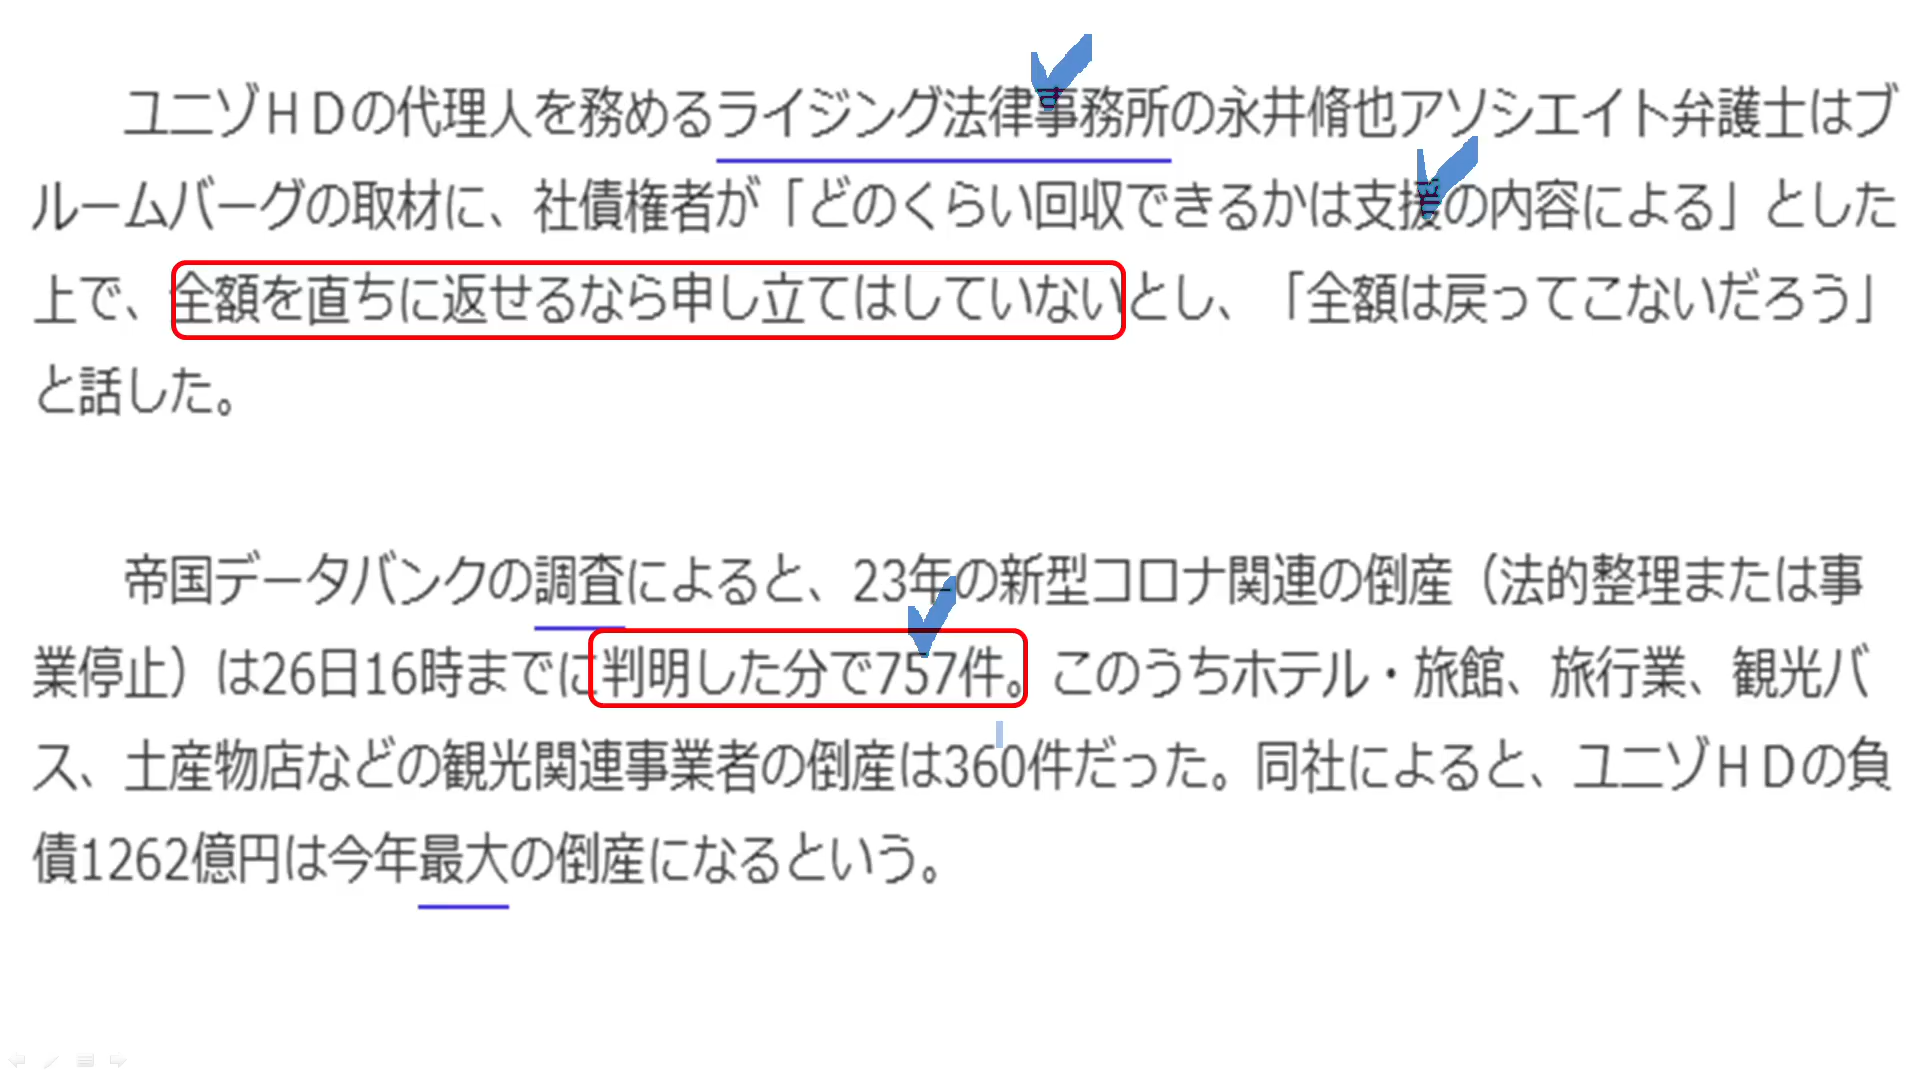 ユニゾＨＤの代理人を務めるライジング法律事務所の永井脩也アソシエイト弁護士はブ
ルームバーグの取材に、社債権者が「どのくらい回収できるかは支援の内容による」とした
上で、全額を直ちに返せるなら申し立てはしていないとし、「全額は戻ってこないだろう」
と話した。
帝国データバンクの調査によると、23年の新型コロナ関連の倒産（法的整理または事
業停止）は26日16時までに判明した分で757件。このうちホテル・旅館、旅行業、観光バ
ス、土産物店などの観光関連事業者の倒産は360件だった。同社によると、ユニゾＨＤの負
債1262億円は今年最大の倒産になるという。